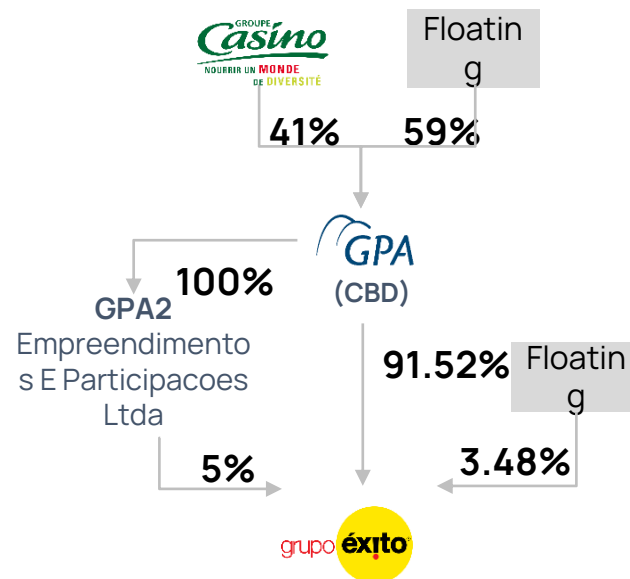 GROUPE
Casino
NOURRIR UN MONDE
DE DIVERSITÉ
Floatin
g
41%
59%
GPA
(CBD)
100%
GPA2
Empreendimento
s E Participacoes
Ltda
91.52%
Floatin
g
5%
3.48%
grupo éxito